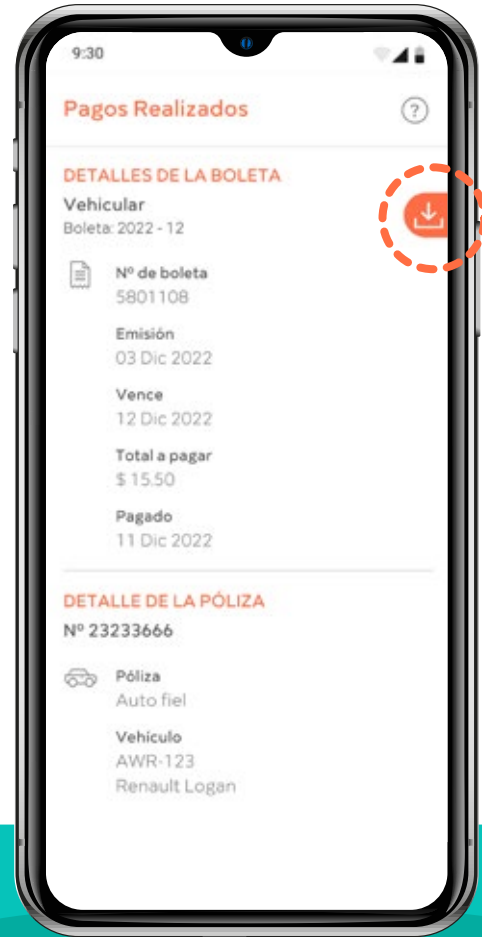 9:30
Pagos Realizados
?
DETALLES DE LA BOLETA
Vehicular
Boleta: 2022 - 12
Nº de boleta
5801108
Emisión
03 Dic 2022
Vence
12 Dic 2022
Total a pagar
$ 15.50
Pagado
11 Dic 2022
DETALLE DE LA PÓLIZA
Nº 23233666
Póliza
Auto fiel
Vehículo
AWR-123
Renault Logan